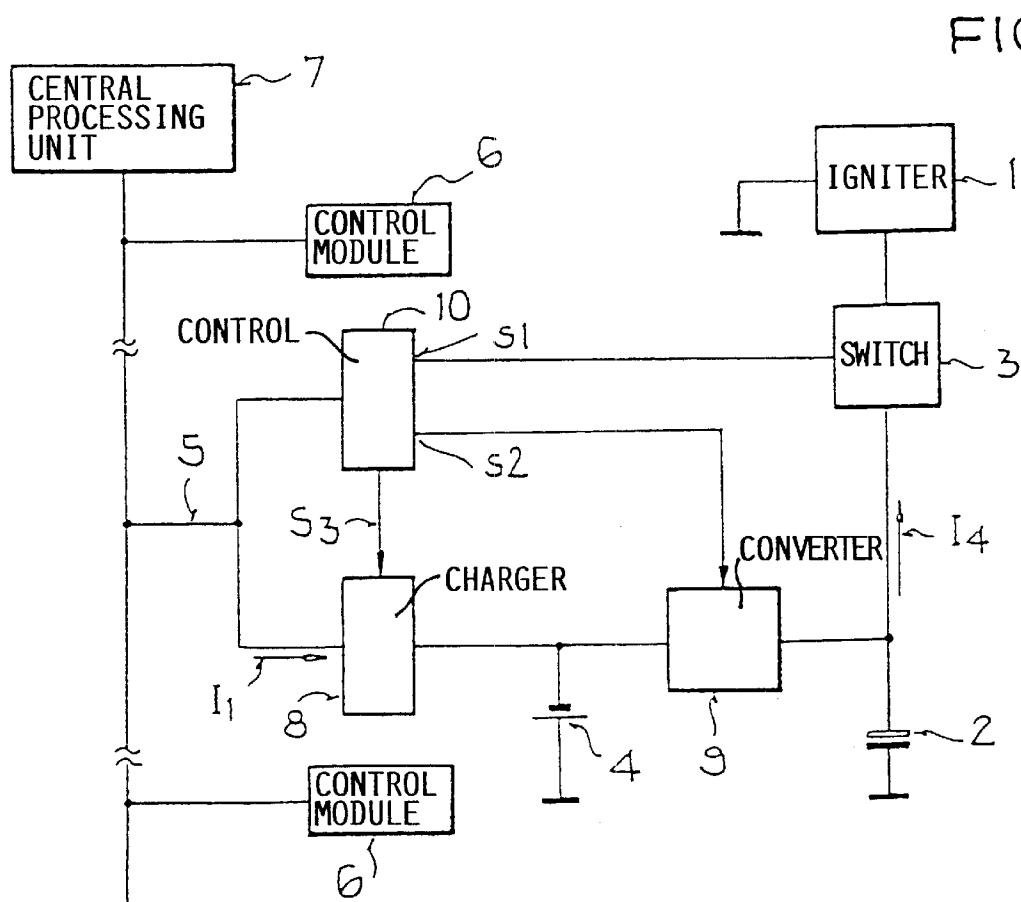 FIG
7
CENTRAL
PROCESSING
UNIT
6
CONTROL
MODULE
IGNITER
1
10
CONTROL
S1
SWITCH
3
5
S2
S3
I4
CONVERTER
CHARGER
I1
8
4
9
2
CONTROL
MODULE
6